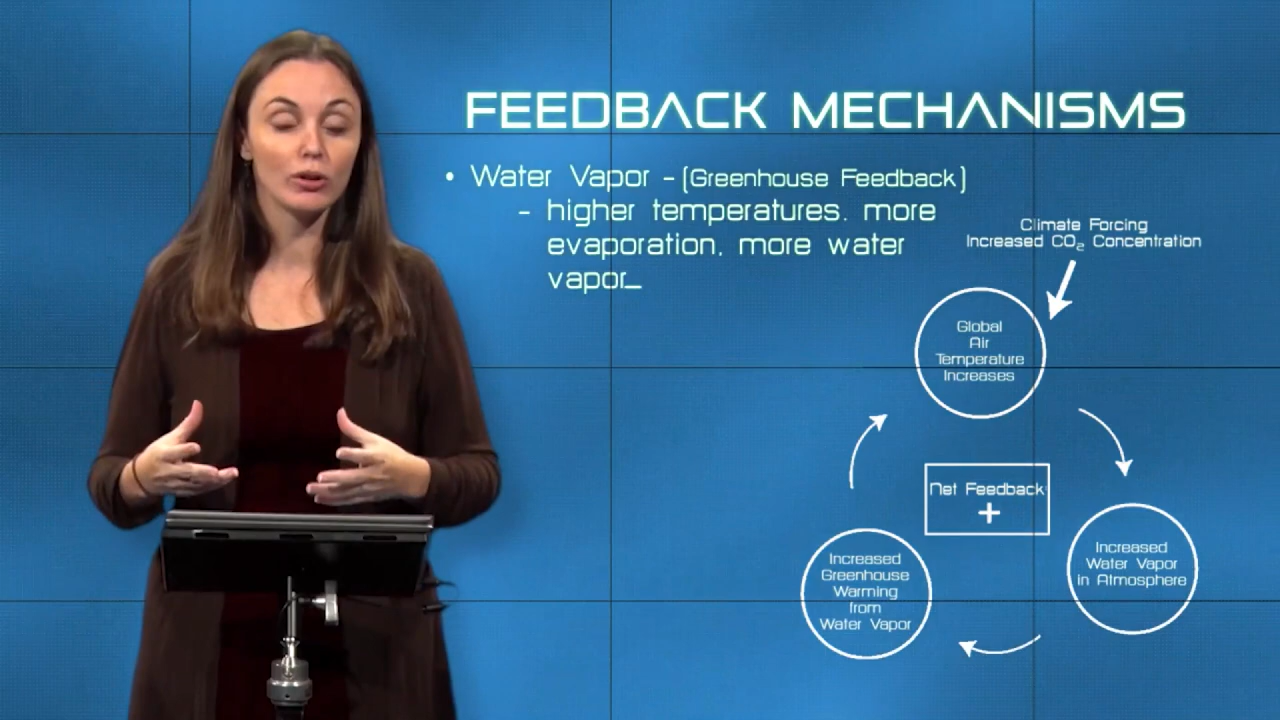 FEEDBACK MECHANISMS
• Water Vapor - (Greenhouse Feedback)
- higher temperatures. more
evaporation, more water
vapor_
Climate Forcing
Increased CO₂ Concentration
Global
Air
Temperature
Increases
Net Feedback
+
Increased
Water Vapor
in Atmosphere
Increased
Greenhouse
Warming
from
Water Vapor